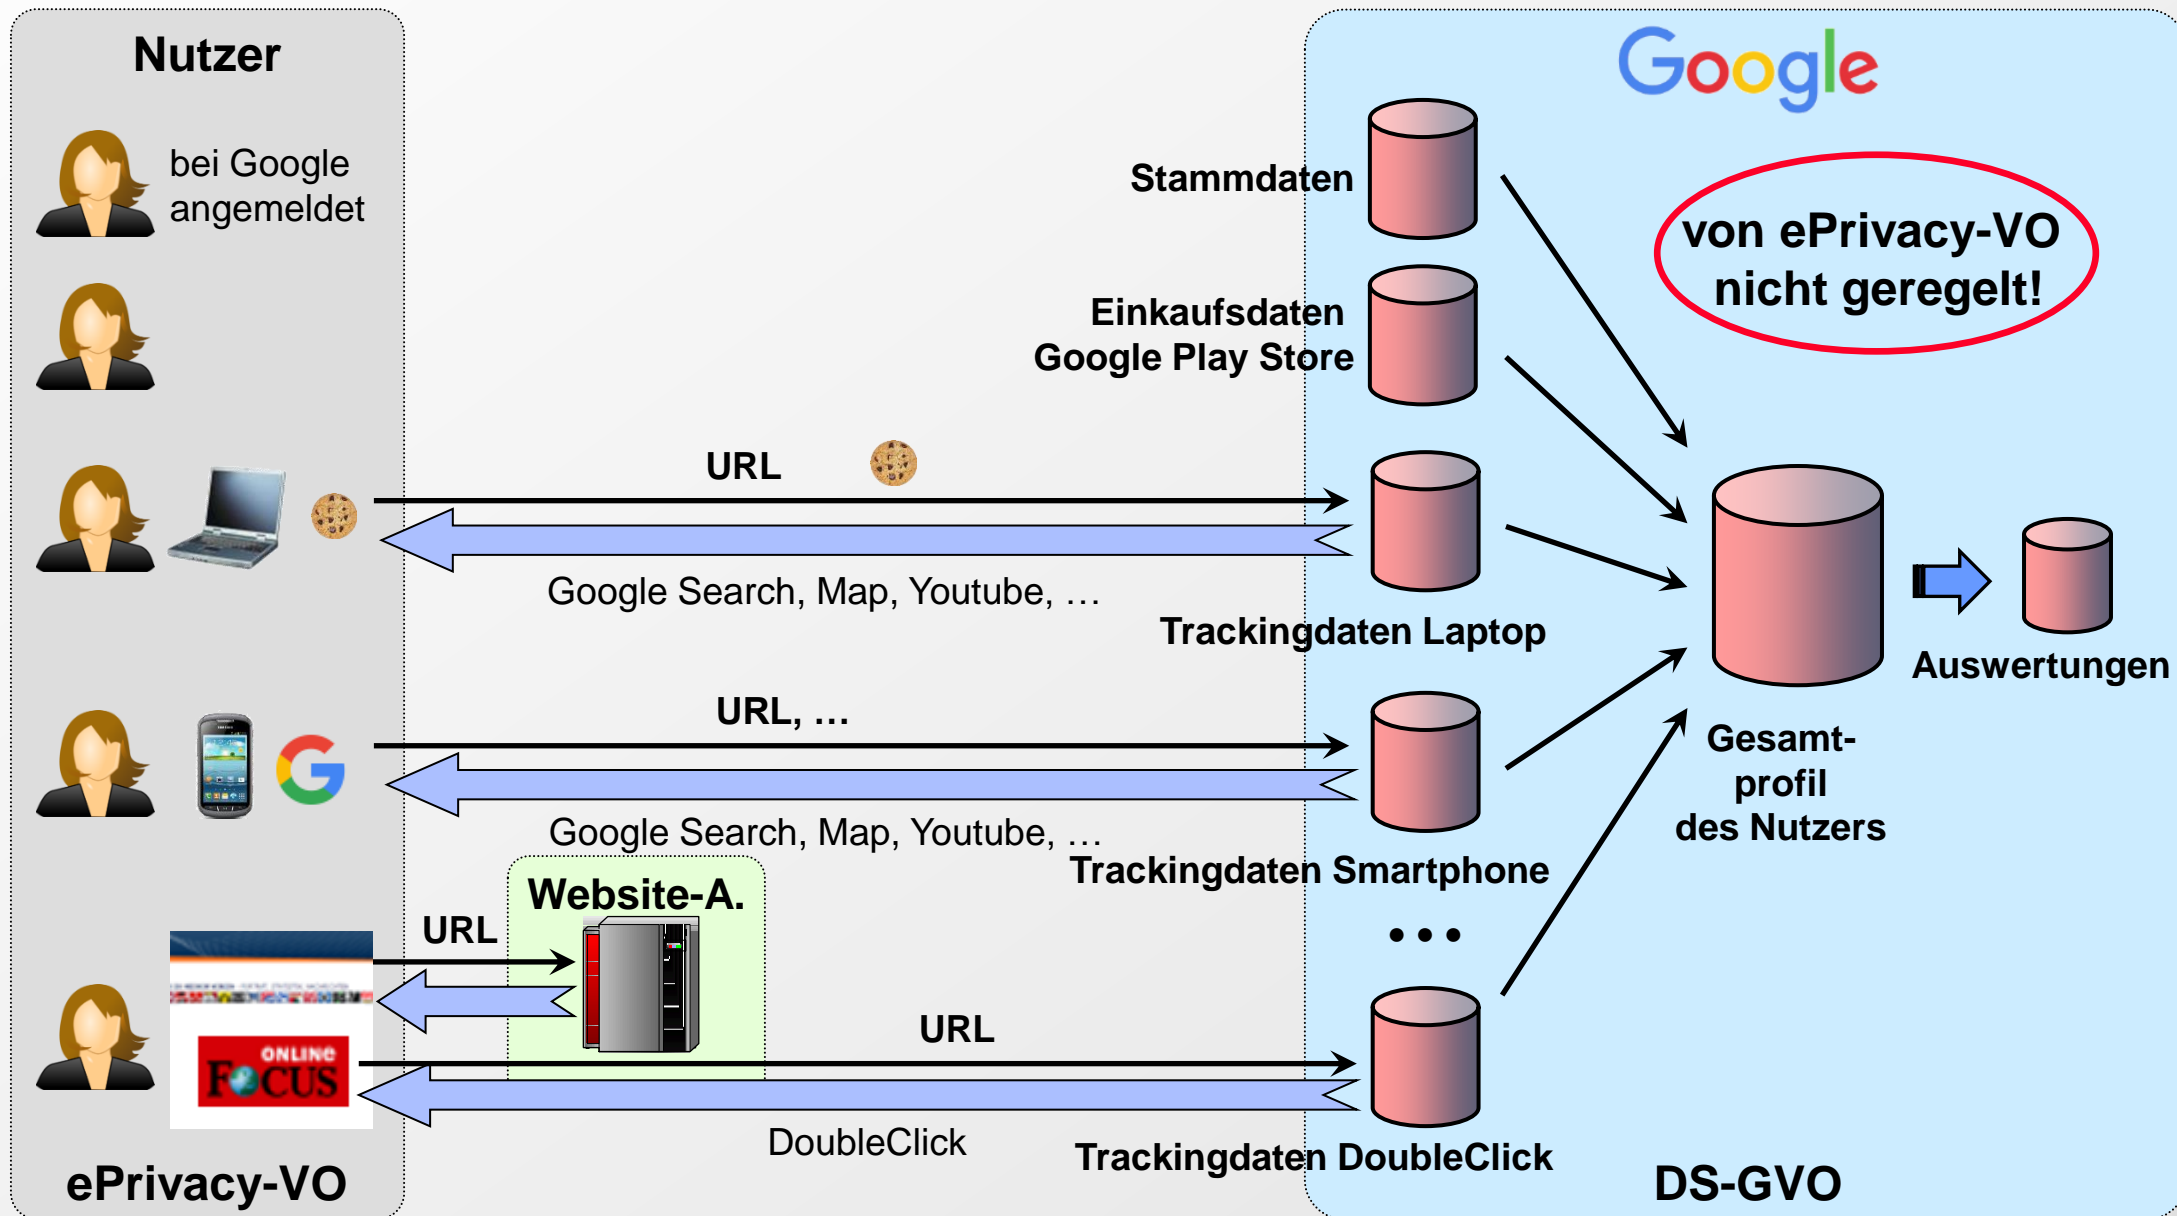 Nutzer
bei Google
angemeldet
Google
Stammdaten
von ePrivacy-VO
nicht geregelt!
Einkaufsdaten
Google Play Store
URL
Google Search, Map, Youtube, …
Trackingdaten Laptop
Auswertungen
URL, …
Gesamt-
profil
des Nutzers
Google Search, Map, Youtube, …
Trackingdaten Smartphone
Website-A.
URL
...
URL
ONLINE
FOCUS
DoubleClick
Trackingdaten DoubleClick
ePrivacy-VO
DS-GVO